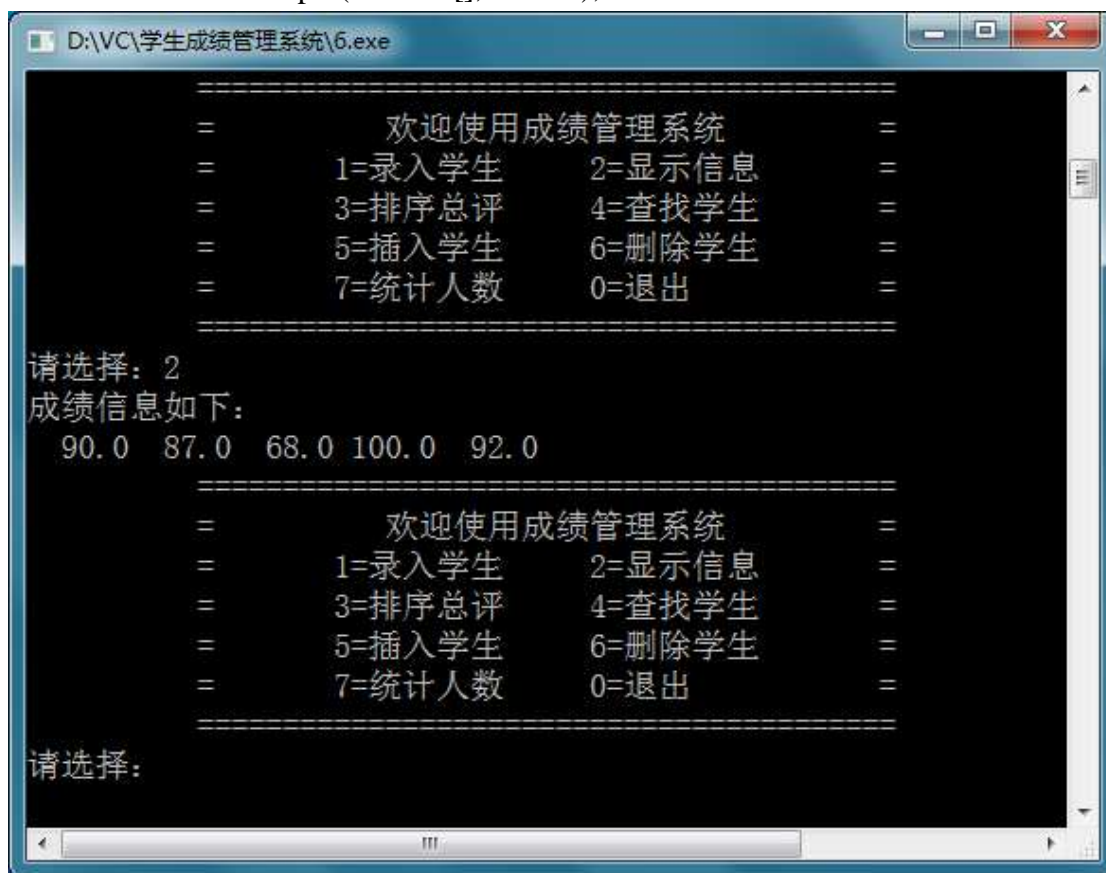 D:\VC\学生成绩管理系统\6.exe
=========================================
= 欢迎使用成绩管理系统 =
= 1=录入学生 2=显示信息 =
= 3=排序总评 4=查找学生 =
= 5=插入学生 6=删除学生 =
= 7=统计人数 0=退出 =
=========================================
请选择：2
成绩信息如下：
90.0 87.0 68.0 100.0 92.0
=========================================
= 欢迎使用成绩管理系统 =
= 1=录入学生 2=显示信息 =
= 3=排序总评 4=查找学生 =
= 5=插入学生 6=删除学生 =
= 7=统计人数 0=退出 =
=========================================
请选择：